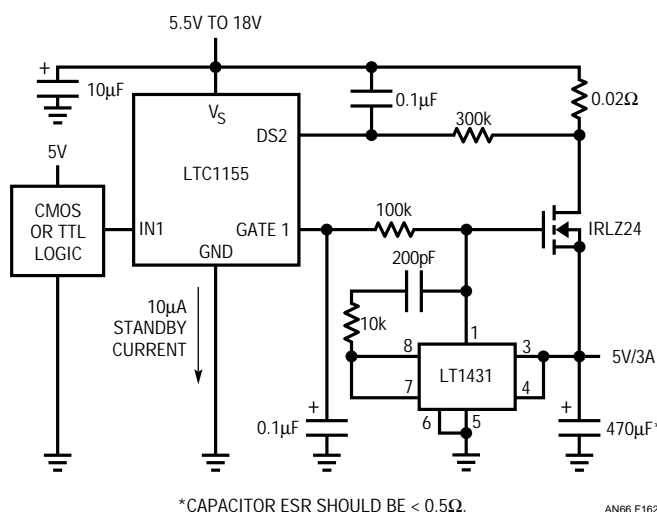 5.5V TO 18V
+
10µF
0.1µF
0.02Ω
V_S
DS2
300k
5V
LTC1155
CMOS
OR TTL
LOGIC
IN1
GATE 1
100k
IRLZ24
GND
200pF
10µA
STANDBY
CURRENT
10k
1
8
3
5V/3A
LT1431
7
4
+
0.1µF
6
5
+
470µF*
*CAPACITOR ESR SHOULD BE < 0.5Ω.
AN66 F162